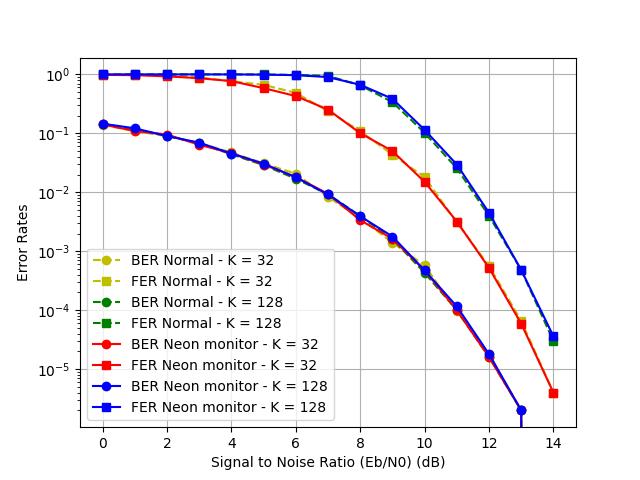 10⁰
10⁻¹
10⁻²
10⁻³
10⁻⁴
10⁻⁵
Error Rates
BER Normal - K = 32
FER Normal - K = 32
BER Normal - K = 128
FER Normal - K = 128
BER Neon monitor - K = 32
FER Neon monitor - K = 32
BER Neon monitor - K = 128
FER Neon monitor - K = 128
0 2 4 6 8 10 12 14
Signal to Noise Ratio (Eb/N0) (dB)